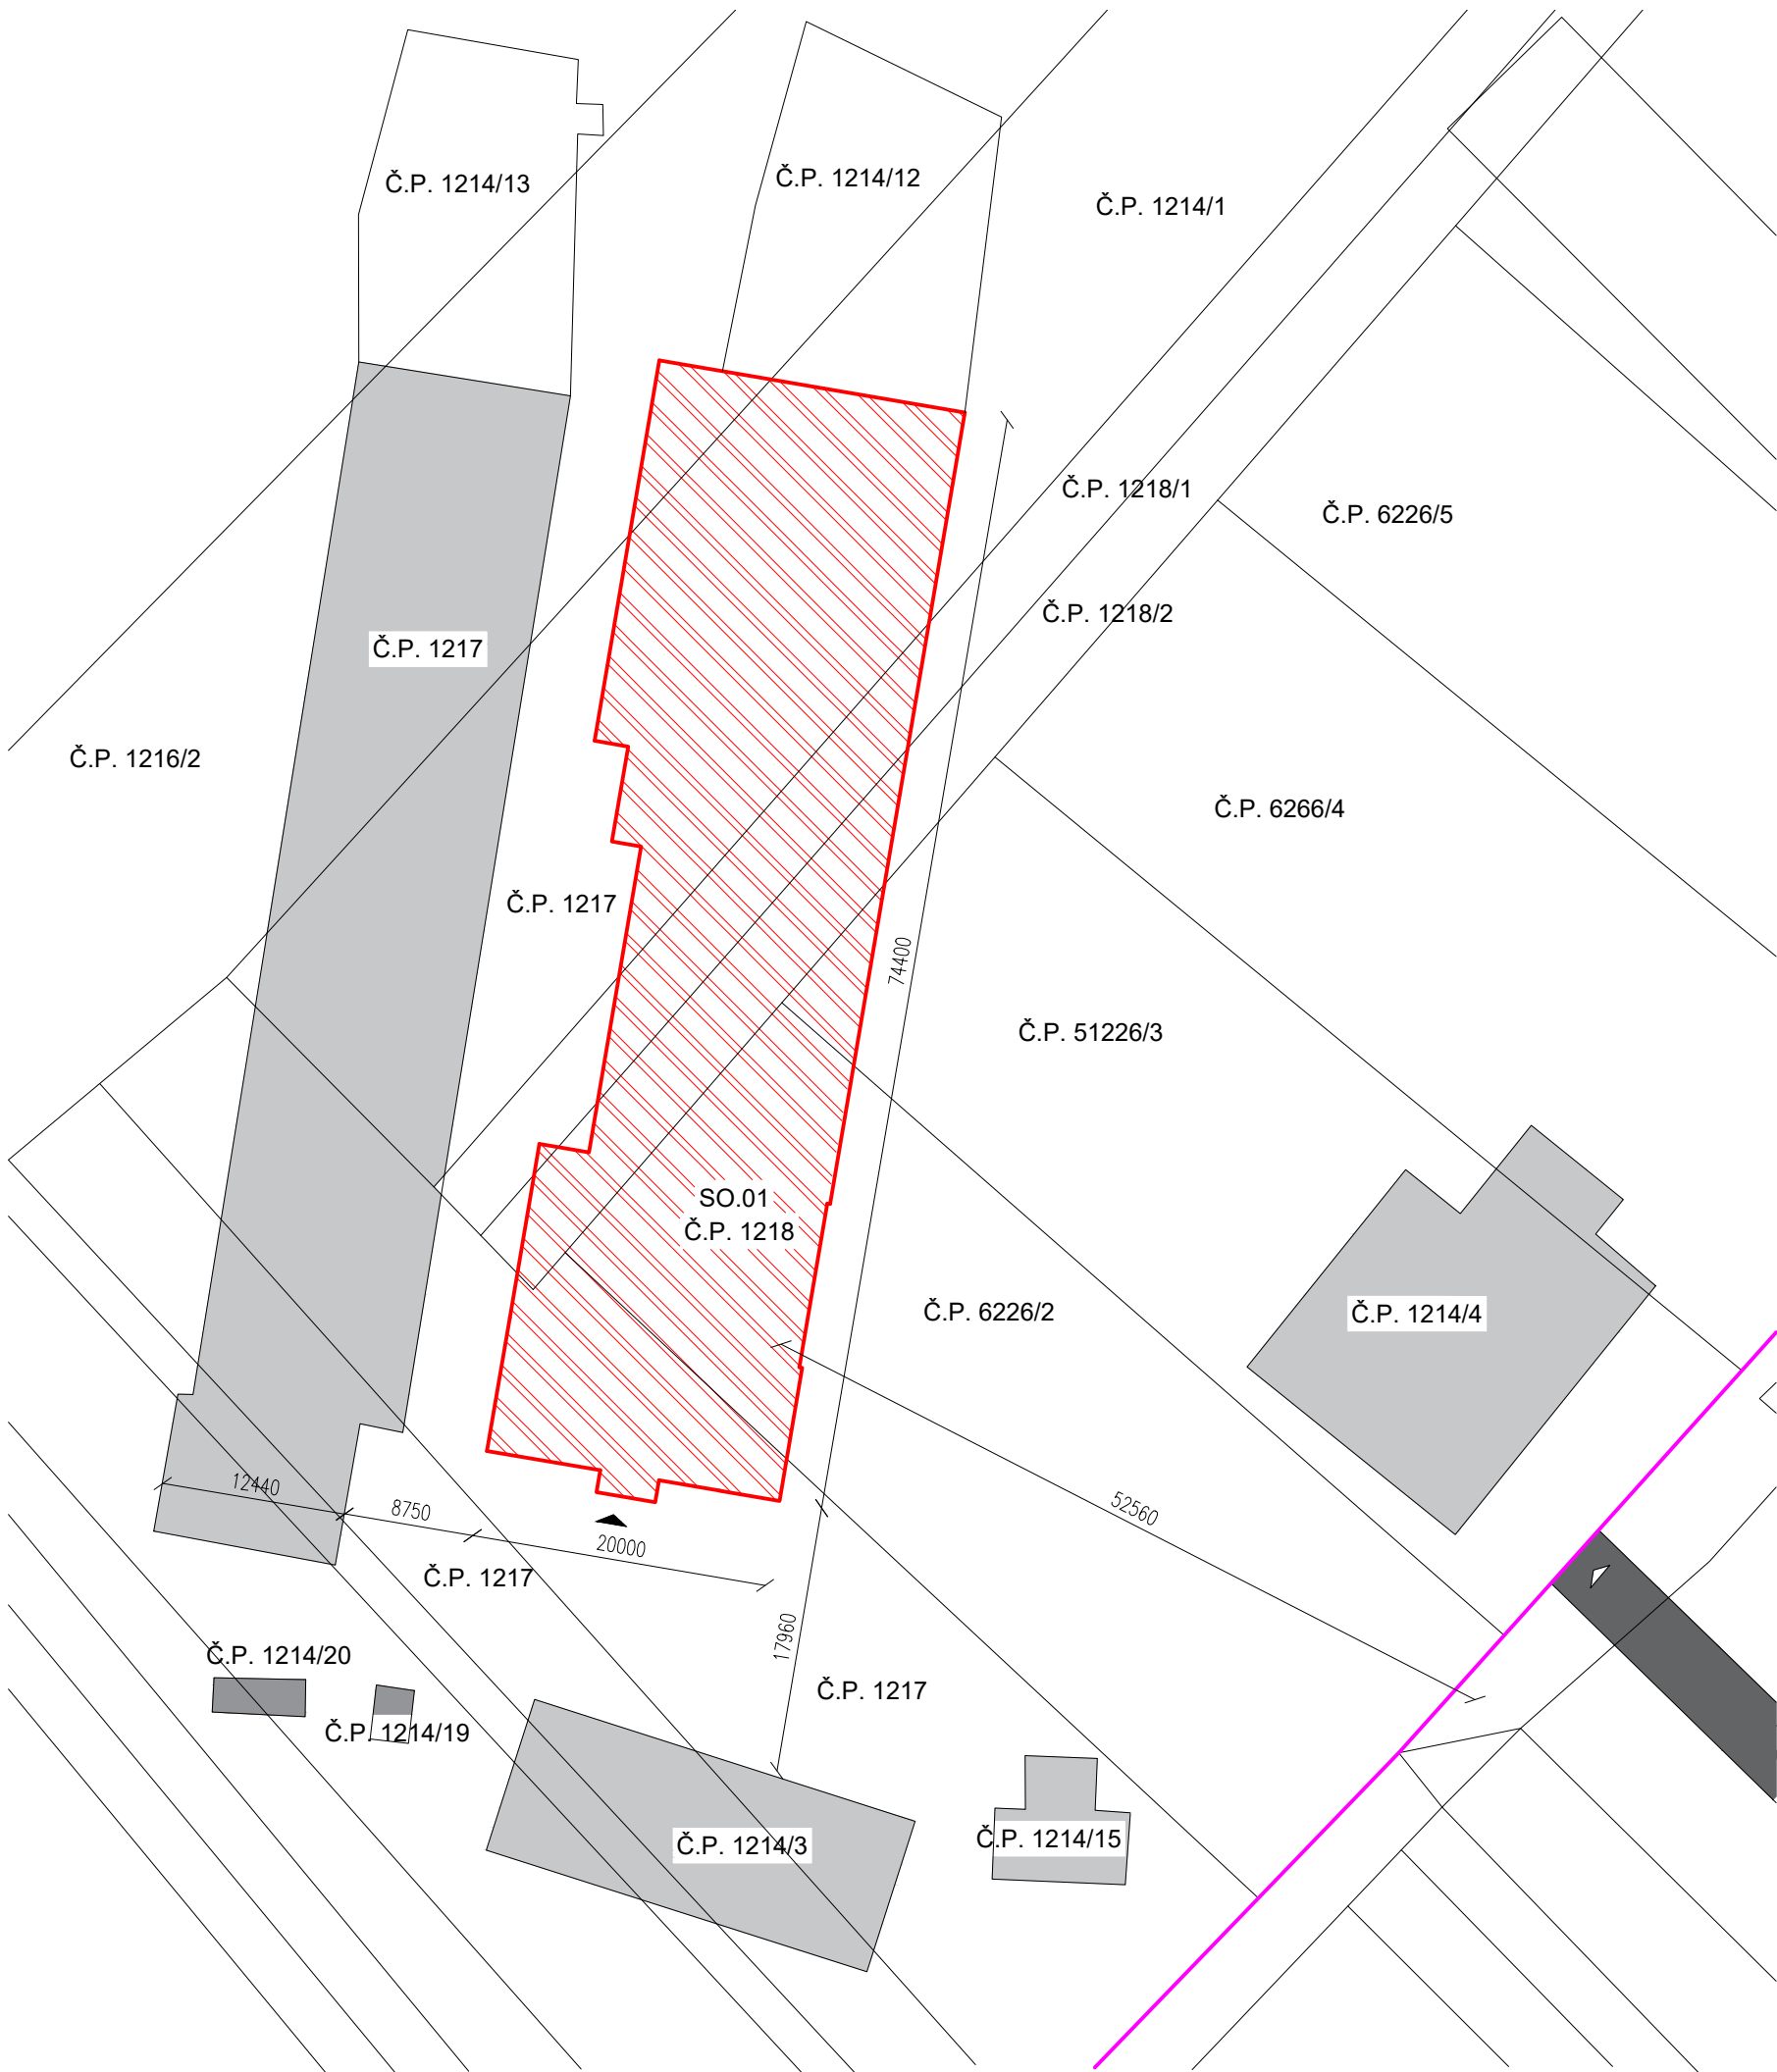 Č.P. 1214/13
Č.P. 1214/12
Č.P. 1214/1
Č.P. 1218/1
Č.P. 6226/5
Č.P. 1218/2
Č.P. 1217
Č.P. 1216/2
Č.P. 6266/4
Č.P. 1217
74400
Č.P. 51226/3
SO.01
Č.P. 1218
Č.P. 6226/2
Č.P. 1214/4
12440
8750
20000
52560
Č.P. 1217
17960
Č.P. 1214/20
Č.P. 1217
Č.P. 1214/19
Č.P. 1214/3
Č.P. 1214/15